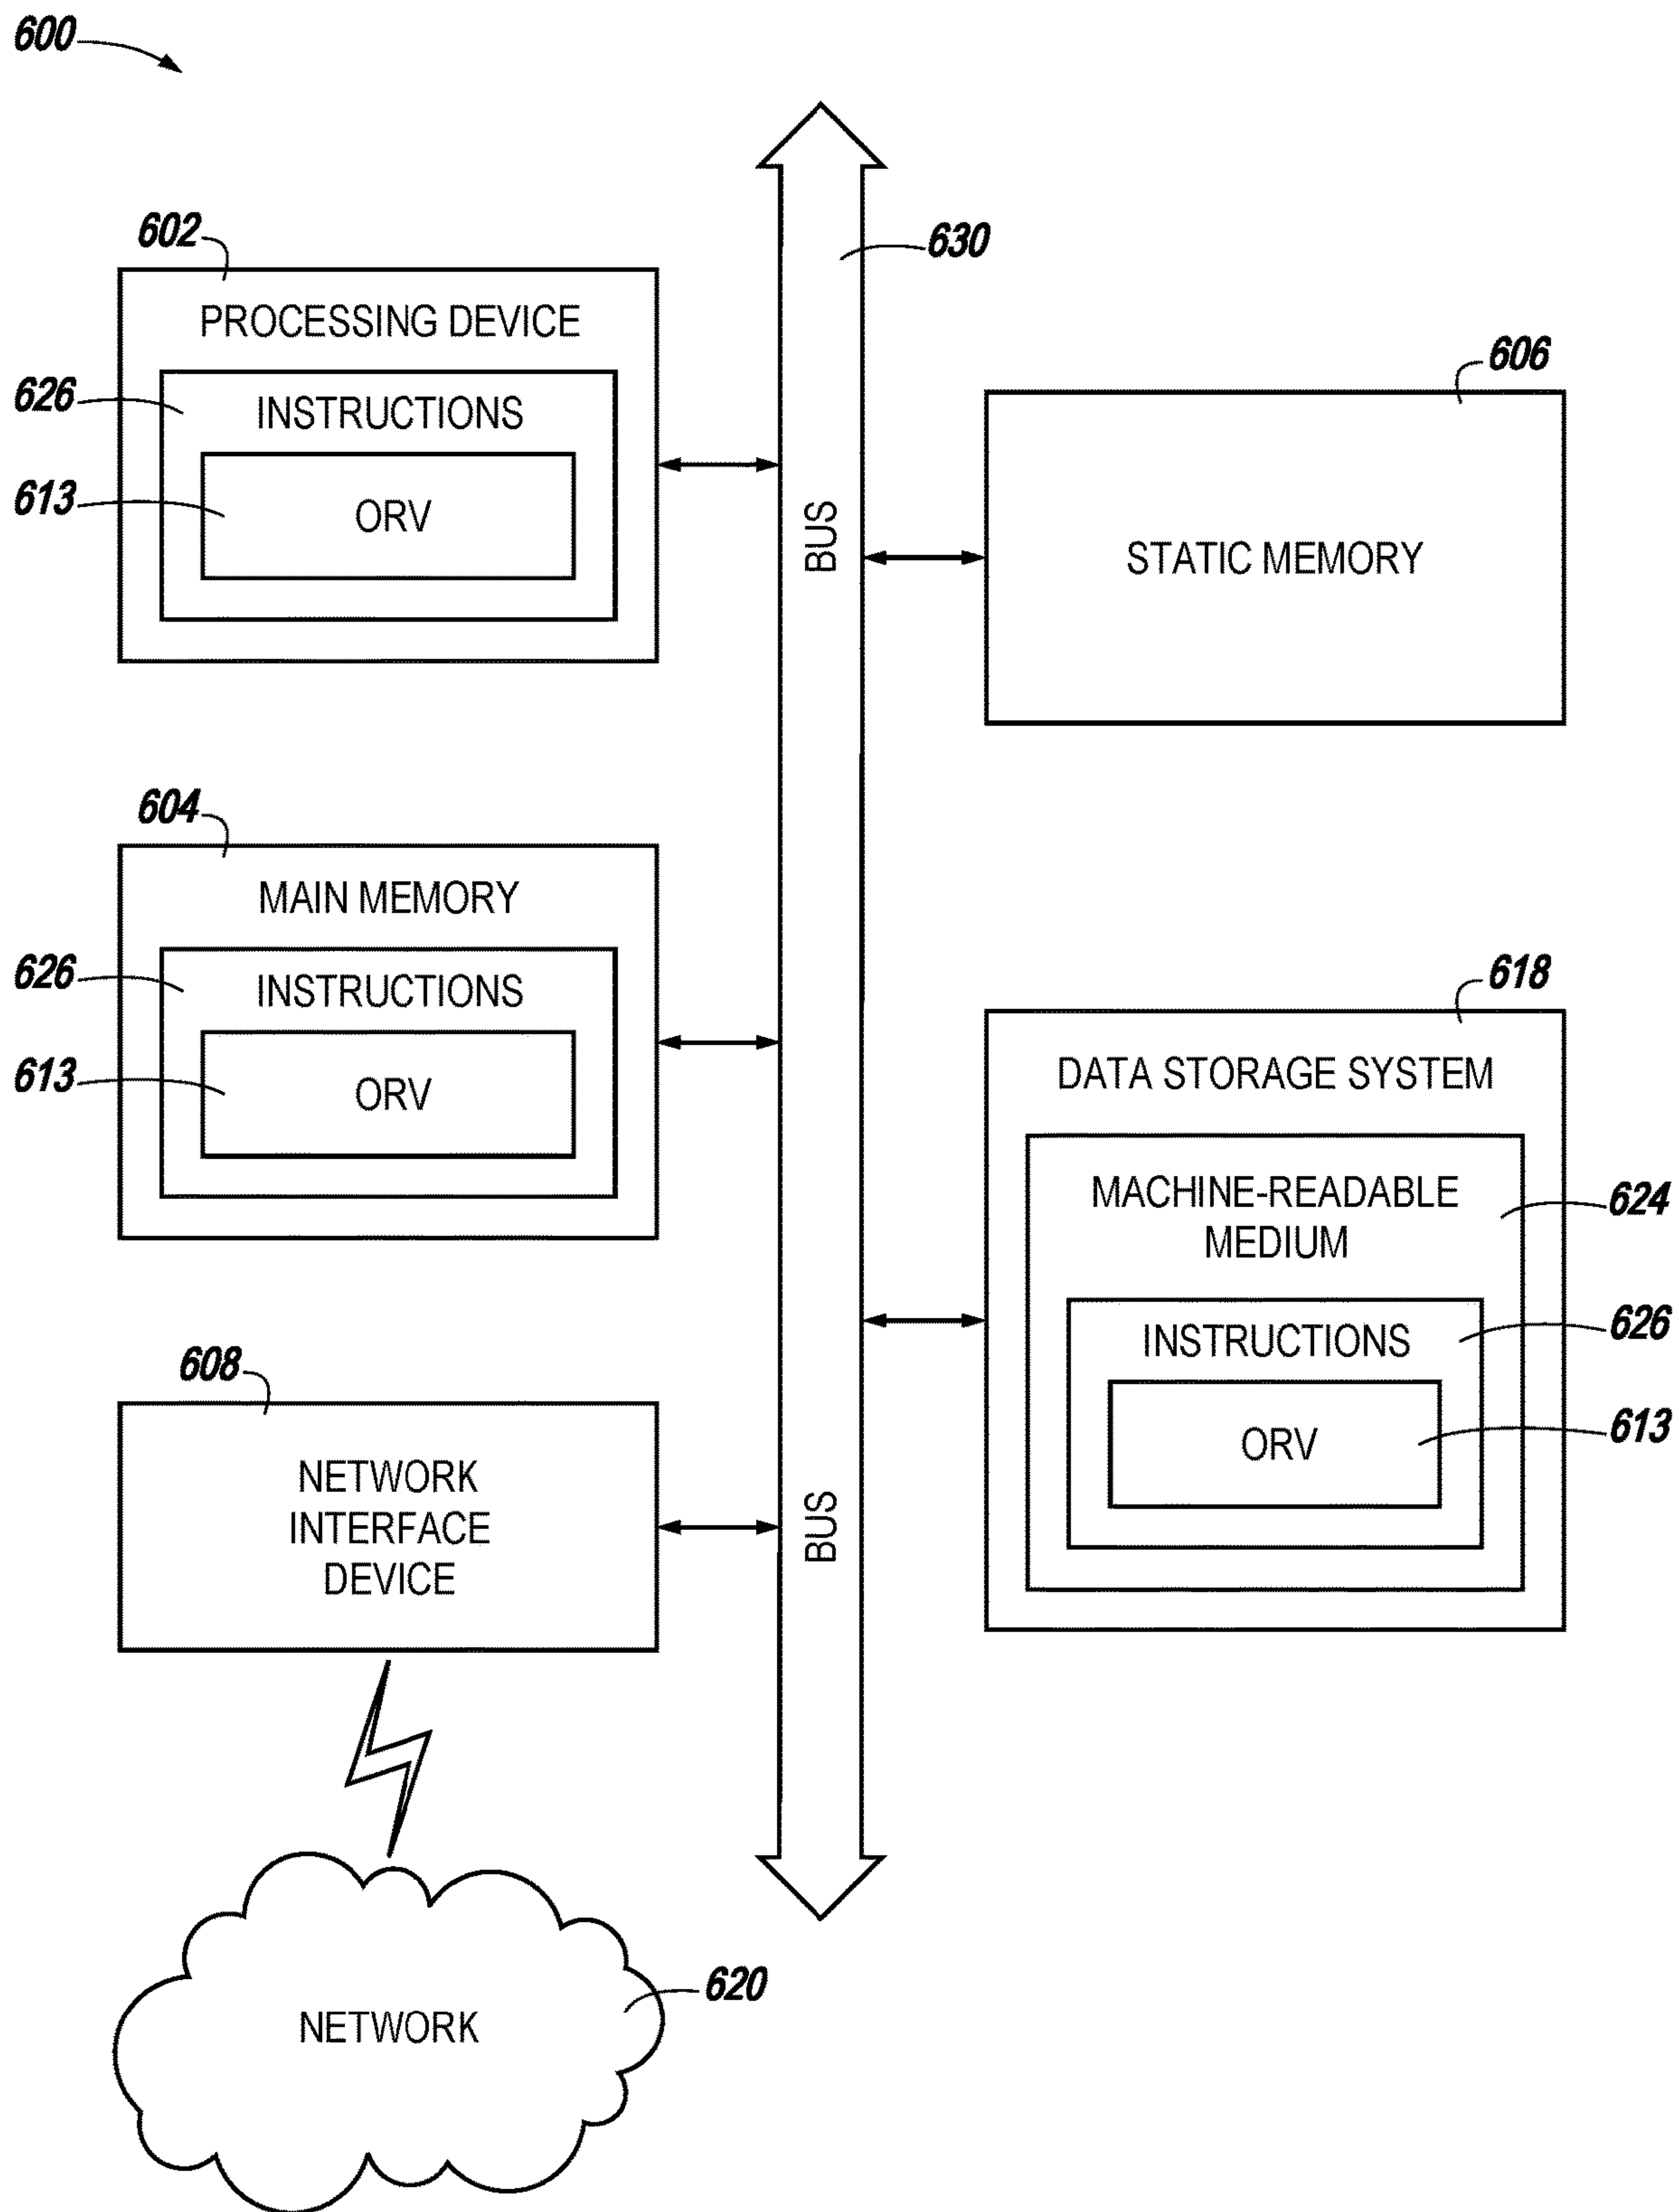 600
602
PROCESSING DEVICE
626
INSTRUCTIONS
613
ORV
630
BUS
606
STATIC MEMORY
604
MAIN MEMORY
626
INSTRUCTIONS
613
ORV
618
DATA STORAGE SYSTEM
MACHINE-READABLE
MEDIUM
624
INSTRUCTIONS
626
ORV
613
608
NETWORK
INTERFACE
DEVICE
BUS
NETWORK
620